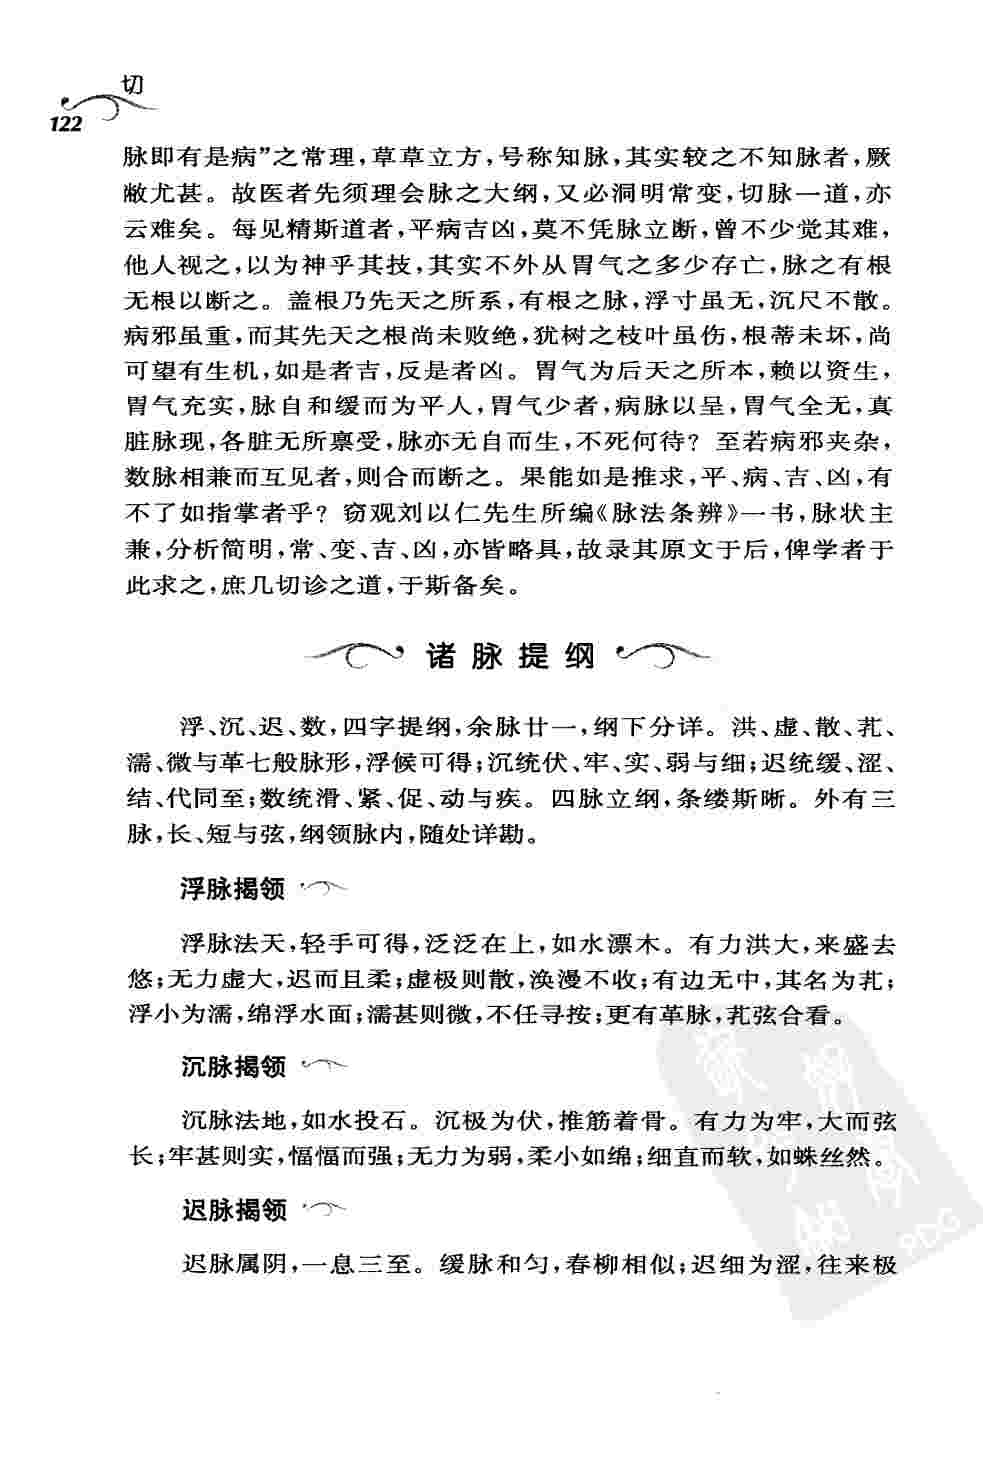 切
122
脉即有是病”之常理,草草立方,号称知脉,其实较之不知脉者,厥
敝尤甚。故医者先须理会脉之大纲,又必洞明常变,切脉一道,亦
云难矣。每见精斯道者,平病吉凶,莫不凭脉立断,曾不少觉其难,
他人视之,以为神乎其技,其实不外从胃气之多少存亡,脉之有根
无根以断之。盖根乃先天之所系,有根之脉,浮寸虽无,沉尺不散。
病邪虽重,而其先天之根尚未败绝,犹树之枝叶虽伤,根蒂未坏,尚
可望有生机,如是者吉,反是者凶。胃气为后天之所本,赖以资生,
胃气充实,脉自和缓而为平人,胃气少者,病脉以呈,胃气全无,真
脏脉现,各脏无所禀受,脉亦无自而生,不死何待?至若病邪夹杂,
数脉相兼而互见者,则合而断之。果能如是推求,平、病、吉、凶,有
不了如指掌者乎?窃观刘以仁先生所编《脉法条辨》一书,脉状主
兼,分析简明,常、变、吉、凶,亦皆略具,故录其原文于后,俾学者于
此求之,庶几切诊之道,于斯备矣。
诸脉提纲
浮、沉、迟、数,四字提纲,余脉廿一,纲下分详。洪、虚、散、芤、
濡、微与革七般脉形,浮候可得;沉统伏、牢、实、弱与细;迟统缓、涩、
结、代同至;数统滑、紧、促、动与疾。四脉立纲,条缕斯晰。外有三
脉,长、短与弦,纲领脉内,随处详勘。
浮脉揭领
浮脉法天,轻手可得,泛泛在上,如水漂木。有力洪大,来盛去
悠;无力虚大,迟而且柔;虚极则散,涣漫不收;有边无中,其名为芤;
浮小为濡,绵浮水面;濡甚则微,不任寻按;更有革脉,芤弦合看。
沉脉揭领
沉脉法地,如水投石。沉极为伏,推筋着骨。有力为牢,大而弦
长;牢甚则实,愊愊而强;无力为弱,柔小如绵;细直而软,如蛛丝然。
迟脉揭领
迟脉属阴,一息三至。缓脉和匀,春柳相似;迟细为涩,往来极
PDG